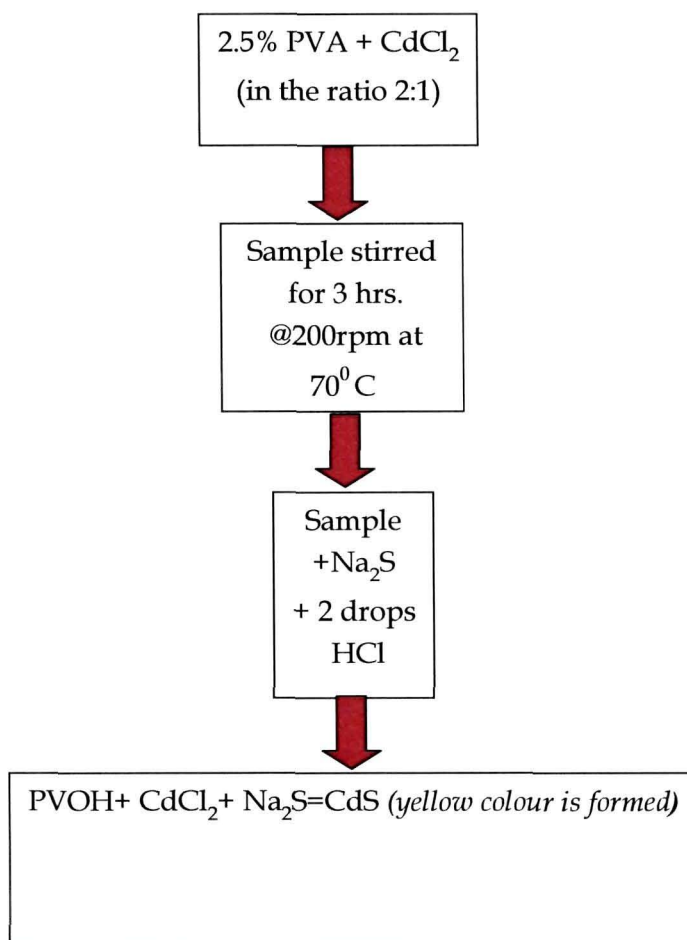 2.5% PVA + CdCl₂
(in the ratio 2:1)
Sample stirred
for 3 hrs.
@200rpm at
70⁰ C
Sample
+Na₂S
+ 2 drops
HCl
PVOH+ CdCl₂+ Na₂S=CdS (yellow colour is formed)